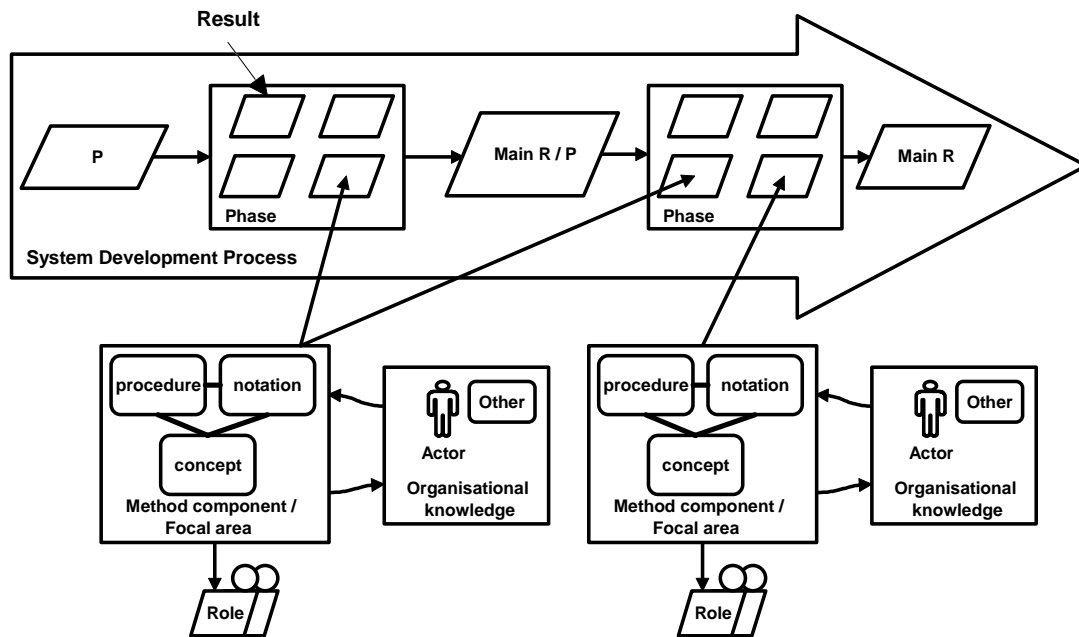 Result
P
Main R / P
Main R
Phase
Phase
System Development Process
procedure
notation
concept
Method component /
Focal area
Other
Actor
Organisational
knowledge
Role
procedure
notation
concept
Method component /
Focal area
Other
Actor
Organisational
knowledge
Role